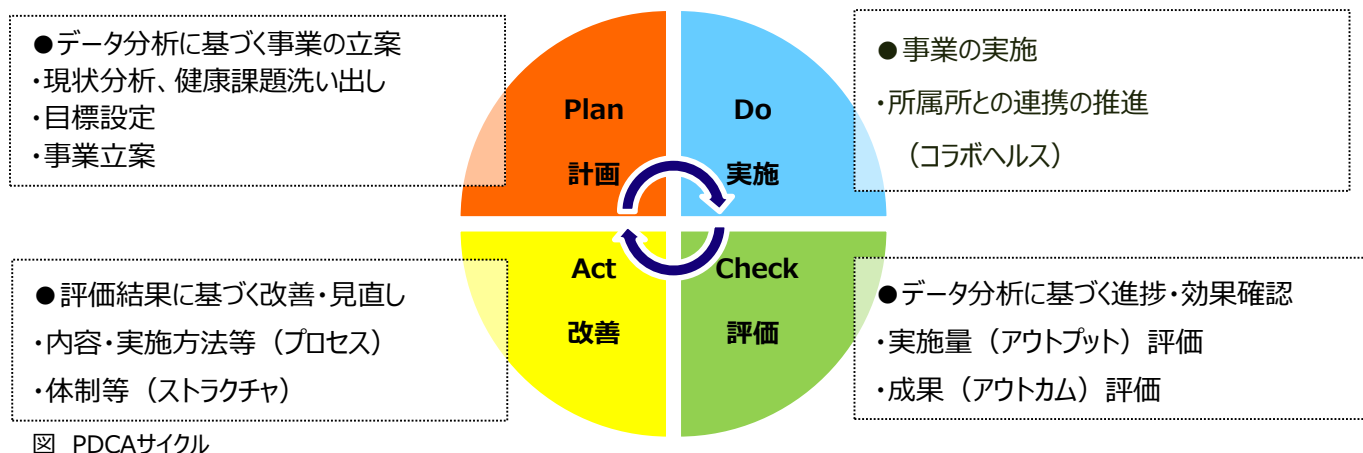 ●データ分析に基づく事業の立案
・現状分析、健康課題洗い出し
・目標設定
・事業立案
Plan
計画
Do
実施
●事業の実施
・所属所との連携の推進
（コラボヘルス）
●評価結果に基づく改善・見直し
・内容・実施方法等（プロセス）
・体制等（ストラクチャ）
Act
改善
Check
評価
●データ分析に基づく進捗・効果確認
・実施量（アウトプット）評価
・成果（アウトカム）評価
図 PDCAサイクル